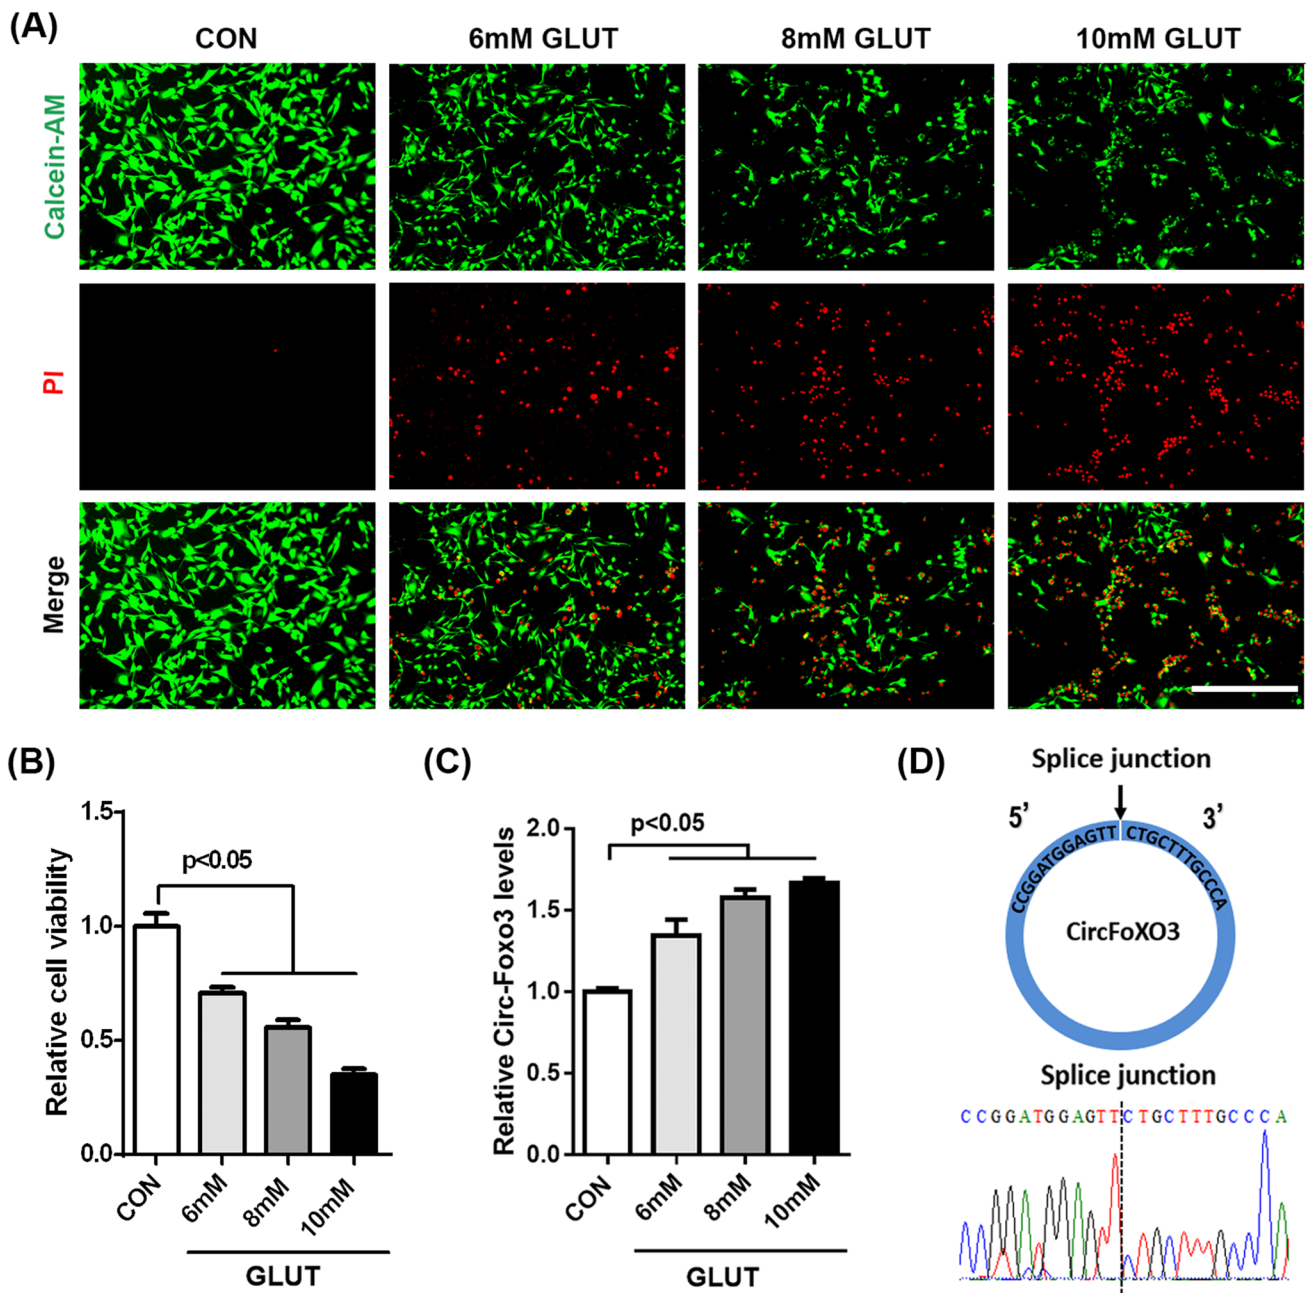 (A)
CON
6mM GLUT
8mM GLUT
10mM GLUT
Calcein-AM
PI
Merge
(B)
Relative cell viability
1.5
1.0
0.5
0.0
p<0.05
CON
6mM
8mM
10mM
GLUT
(C)
Relative Circ-Foxo3 levels
2.0
1.5
1.0
0.5
0.0
p<0.05
CON
6mM
8mM
10mM
GLUT
(D)
Splice junction
5’
3’
CCGGATGGAGTT CTGCTTTGCCCA
CircFoXO3
Splice junction
CCGGATGGAGTTCTGCTTTGCCCA